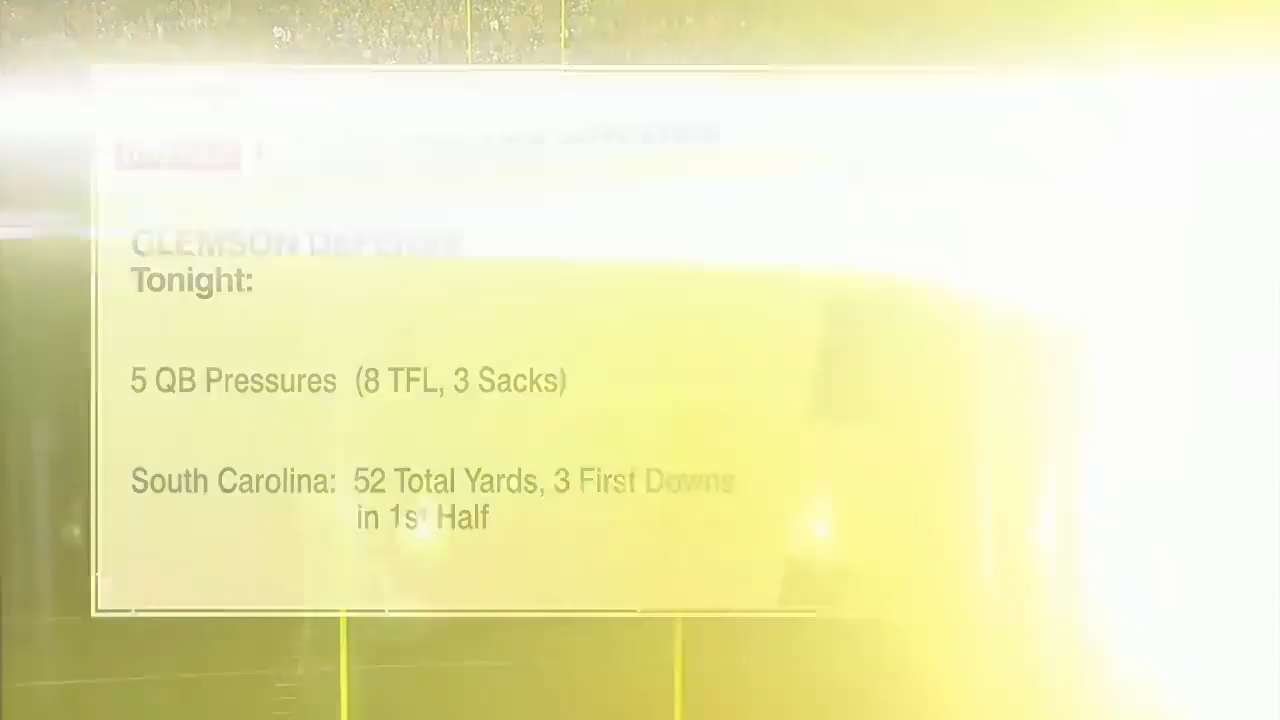 CLEMSON DEFENSE
Tonight:
5 QB Pressures (8 TFL, 3 Sacks)
South Carolina: 52 Total Yards, 3 First Downs
in 1st Half